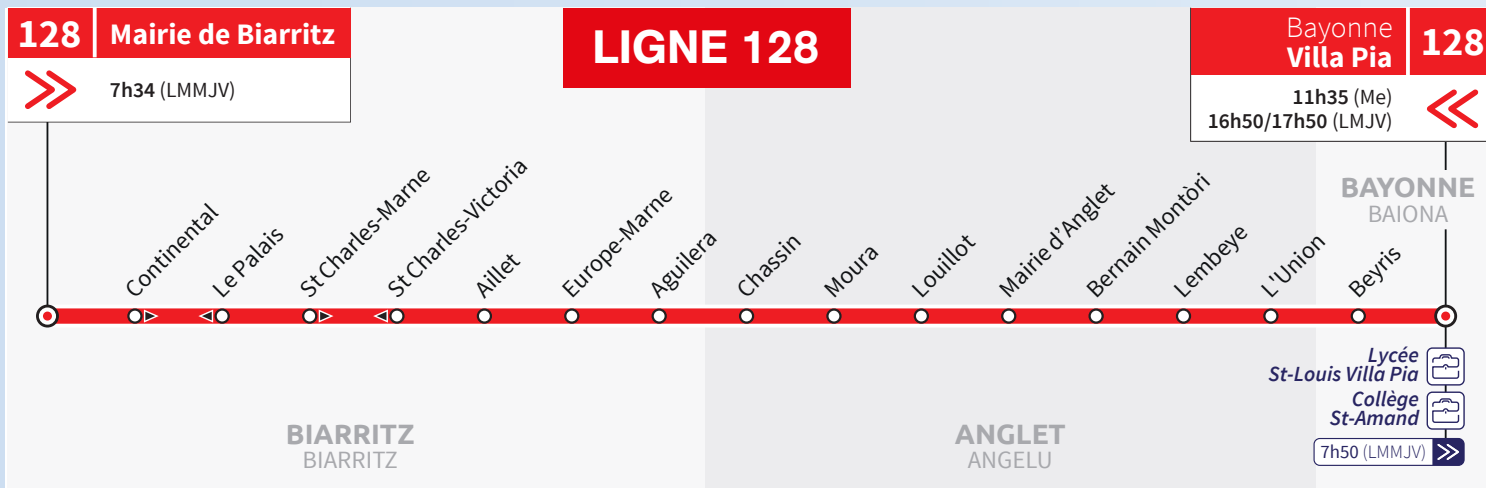 128 Mairie de Biarritz
7h34 (LMMJV)
LIGNE 128
Bayonne
Villa Pia 128
11h35 (Me)
16h50/17h50 (LMJV)
BAYONNE
BAIONA
Continental
Le Palais
St Charles-Marne
St Charles-Victoria
Aillet
Europe-Marne
Aguilera
Chassin
Moura
Louillot
Mairie d'Anglet
Bernain Montòri
Lembeye
L'Union
Beyris
Lycée
St-Louis Villa Pia
Collège
St-Amand
7h50 (LMMJV)
BIARRITZ
BIARRITZ
ANGLET
ANGELU